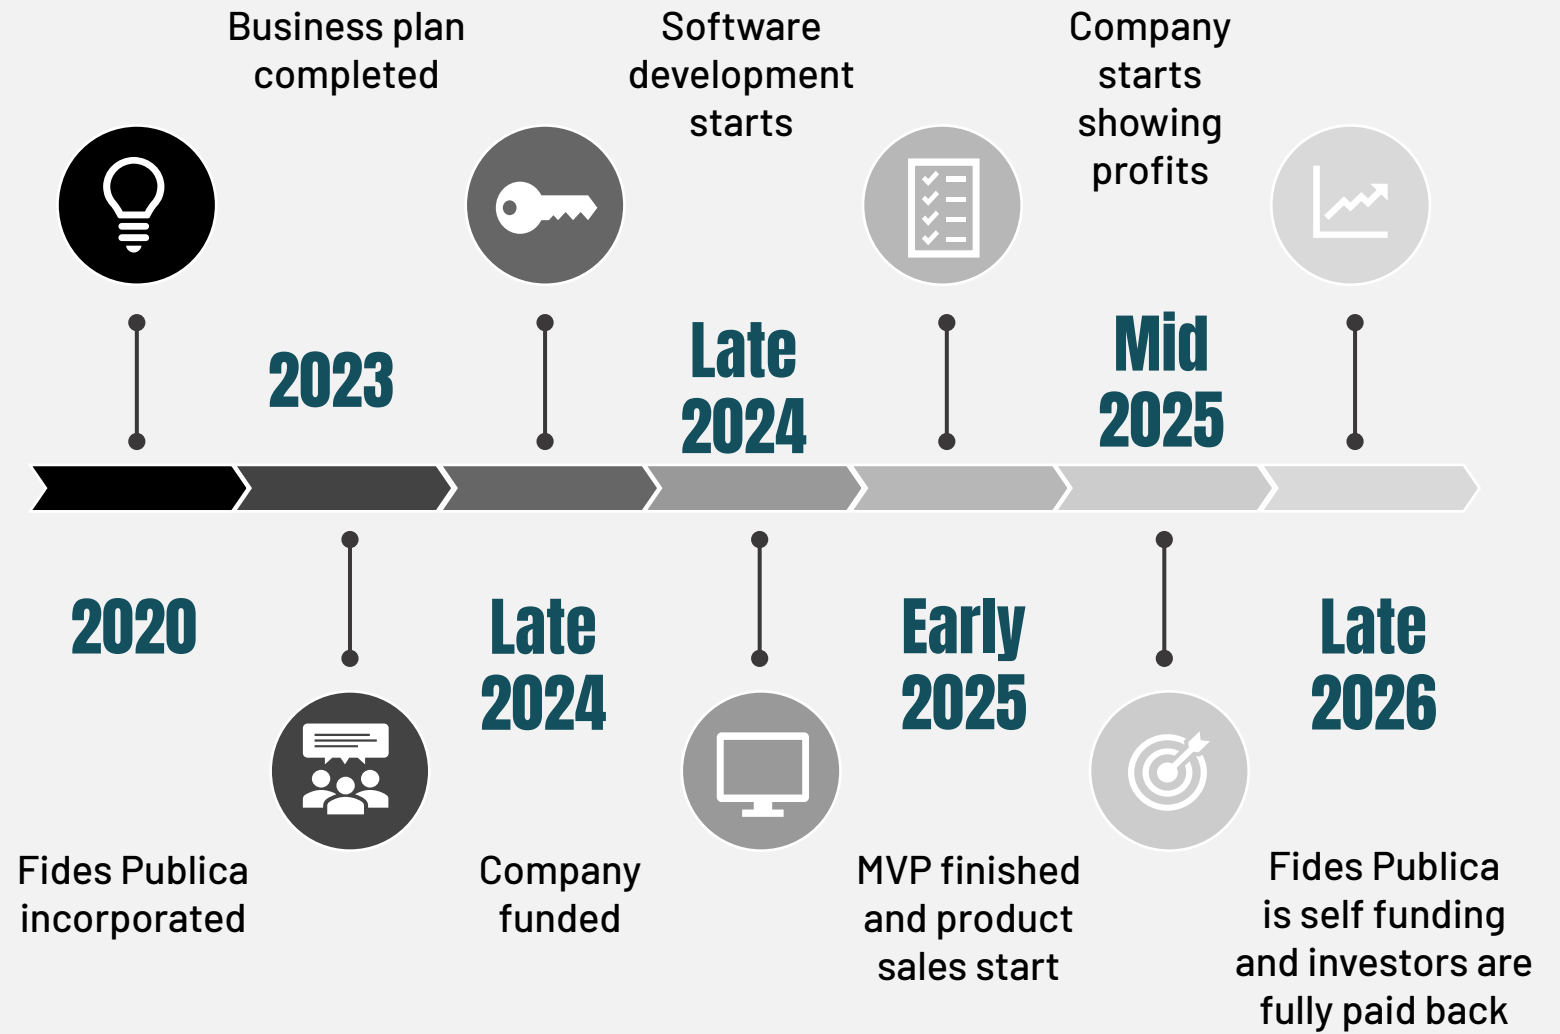 2020
Fides Publica
incorporated
Business plan
completed
2023
Late
2024
Company
funded
Software
development
starts
Late
2024
Early
2025
MVP finished
and product
sales start
Company
starts
showing
profits
Mid
2025
Late
2026
Fides Publica
is self funding
and investors are
fully paid back